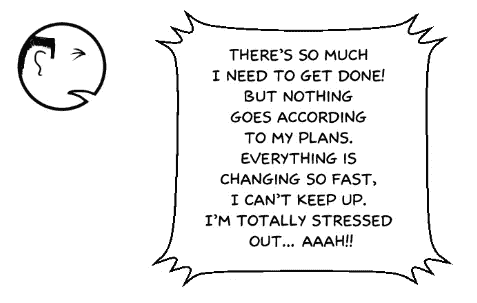 THERE'S SO MUCH
I NEED TO GET DONE!
BUT NOTHING
GOES ACCORDING
TO MY PLANS.
EVERYTHING IS
CHANGING SO FAST,
I CAN'T KEEP UP.
I'M TOTALLY STRESSED
OUT... AAAH!!